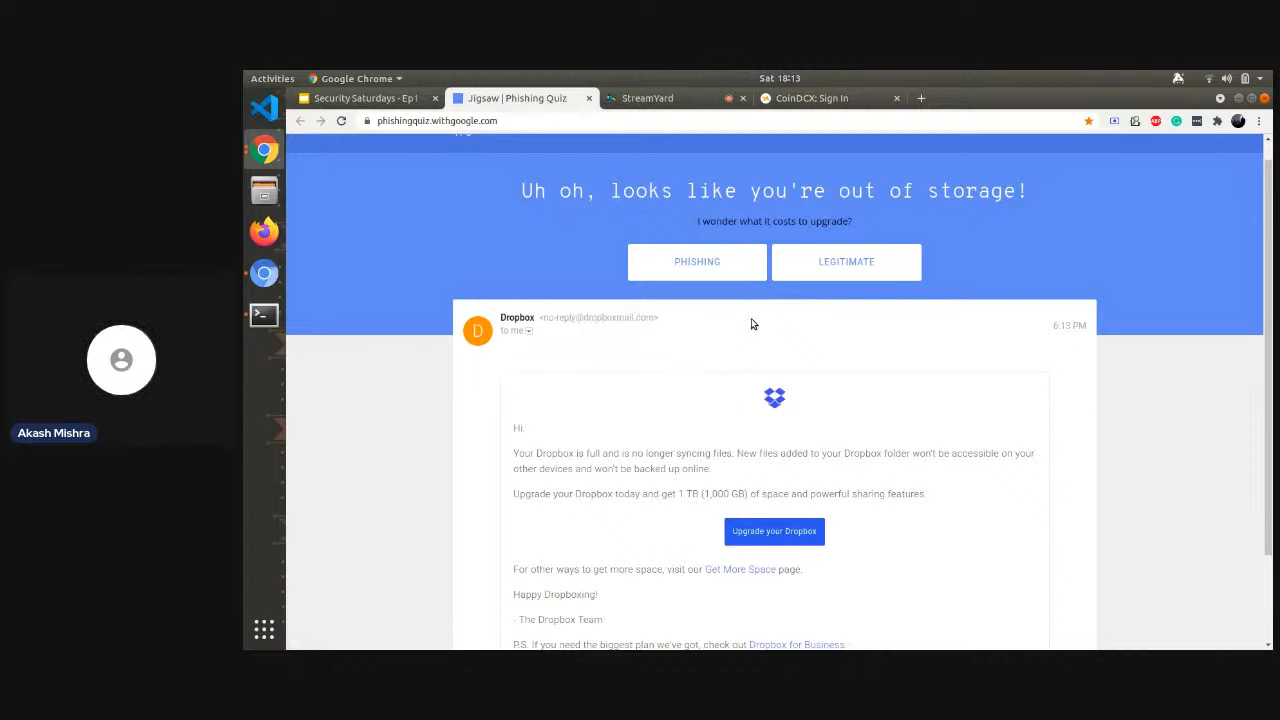 Activities Google Chrome Sat 18:13
Security Saturdays - Ep 1 Jigsaw | Phishing Quiz StreamYard CoinDCX: Sign In
phishingquiz.withgoogle.com
Uh oh, looks like you're out of storage!
I wonder what it costs to upgrade?
PHISHING LEGITIMATE
Dropbox <no-reply@dropboxmail.com>
D
to me
6:13 PM
Hi.
Your Dropbox is full and is no longer syncing files. New files added to your Dropbox folder won't be accessible on your
other devices and won't be backed up online.
Upgrade your Dropbox today and get 1 TB (1,000 GB) of space and powerful sharing features.
Upgrade your Dropbox
For other ways to get more space, visit our Get More Space page.
Happy Dropboxing!
- The Dropbox Team
P.S. If you need the biggest plan we've got, check out Dropbox for Business.
Akash Mishra